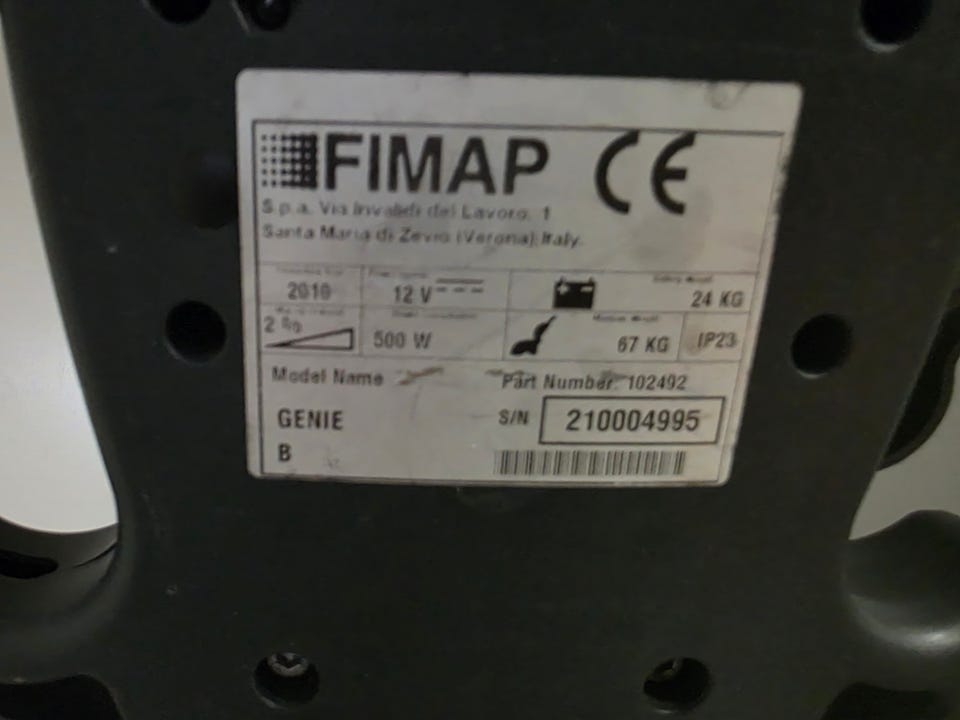 FIMAP CE
S.p.a. Via Invalidi del Lavoro, 1
Santa Maria di Zevio (Verona) Italy.
2010 12 V 24 KG
2 % 500 W 67 KG IP23
Model Name Part Number: 102492
GENIE S/N 210004995
B